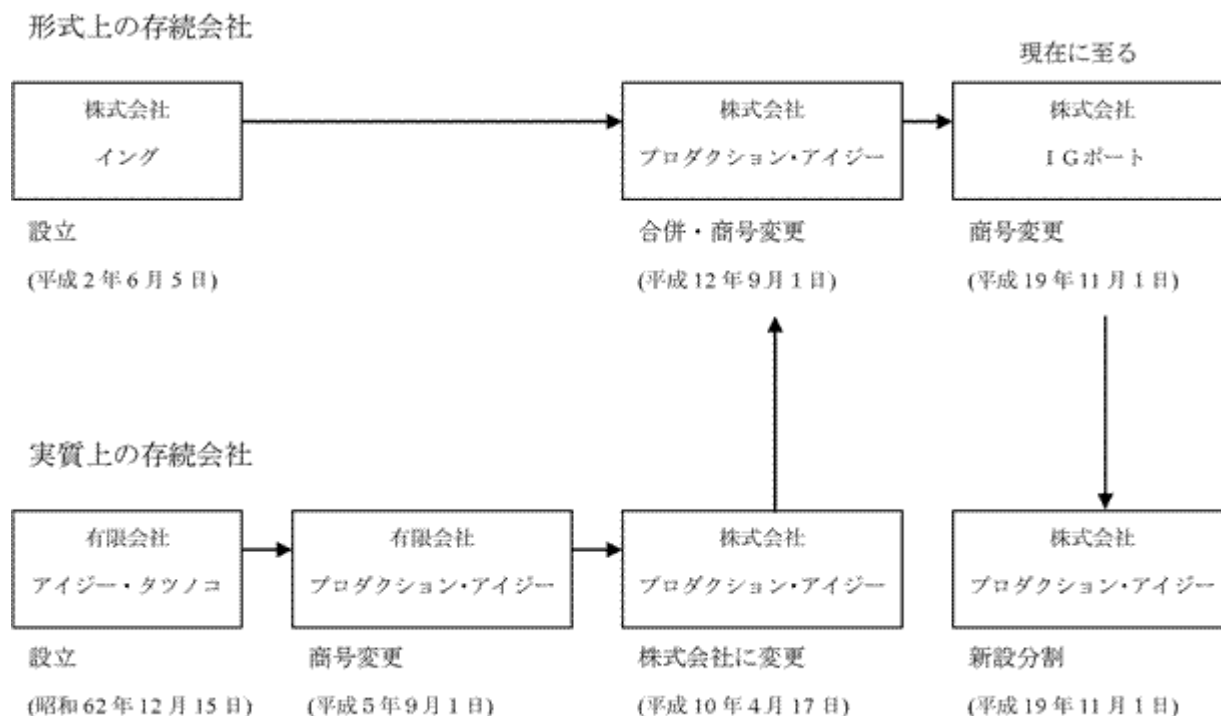 形式上の存続会社
現在に至る
株式会社
イング
株式会社
プロダクション・アイジー
株式会社
IGポート
設立
(平成2年6月5日)
合併・商号変更
(平成12年9月1日)
商号変更
(平成19年11月1日)
実質上の存続会社
有限会社
アイジー・タツノコ
有限会社
プロダクション・アイジー
株式会社
プロダクション・アイジー
株式会社
プロダクション・アイジー
設立
(昭和62年12月15日)
商号変更
(平成5年9月1日)
株式会社に変更
(平成10年4月17日)
新設分割
(平成19年11月1日)